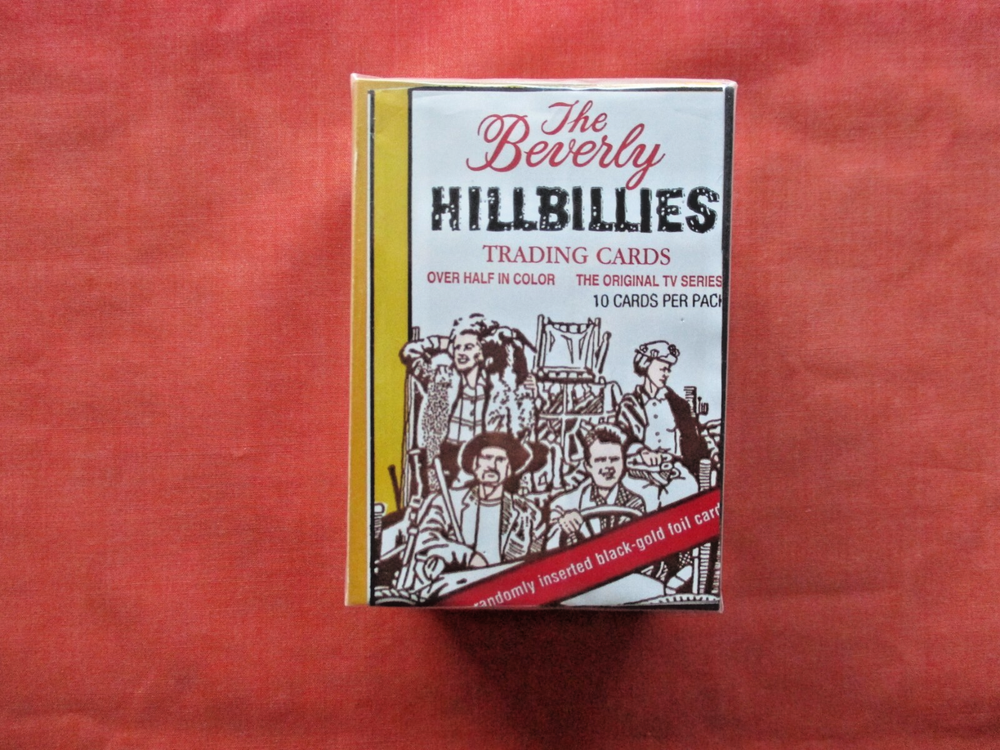 The
Beverly
HILLBILLIES
TRADING CARDS
OVER HALF IN COLOR THE ORIGINAL TV SERIES
10 CARDS PER PACK
randomly inserted black-gold foil card